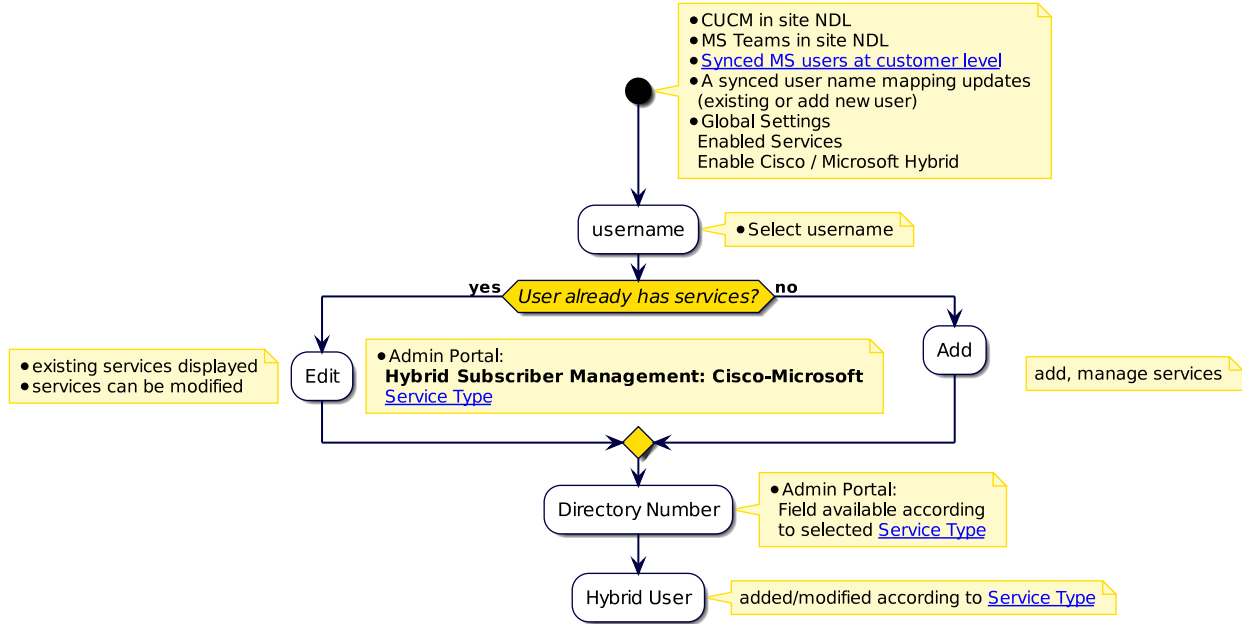 •CUCM in site NDL
•MS Teams in site NDL
•Synced MS users at customer level
•A synced user name mapping updates
(existing or add new user)
•Global Settings
Enabled Services
Enable Cisco / Microsoft Hybrid
username
•Select username
yes
User already has services?
no
•existing services displayed
•services can be modified
Edit
•Admin Portal:
Hybrid Subscriber Management: Cisco-Microsoft
Service Type
Add
add, manage services
Directory Number
•Admin Portal:
Field available according
to selected Service Type
Hybrid User
added/modified according to Service Type